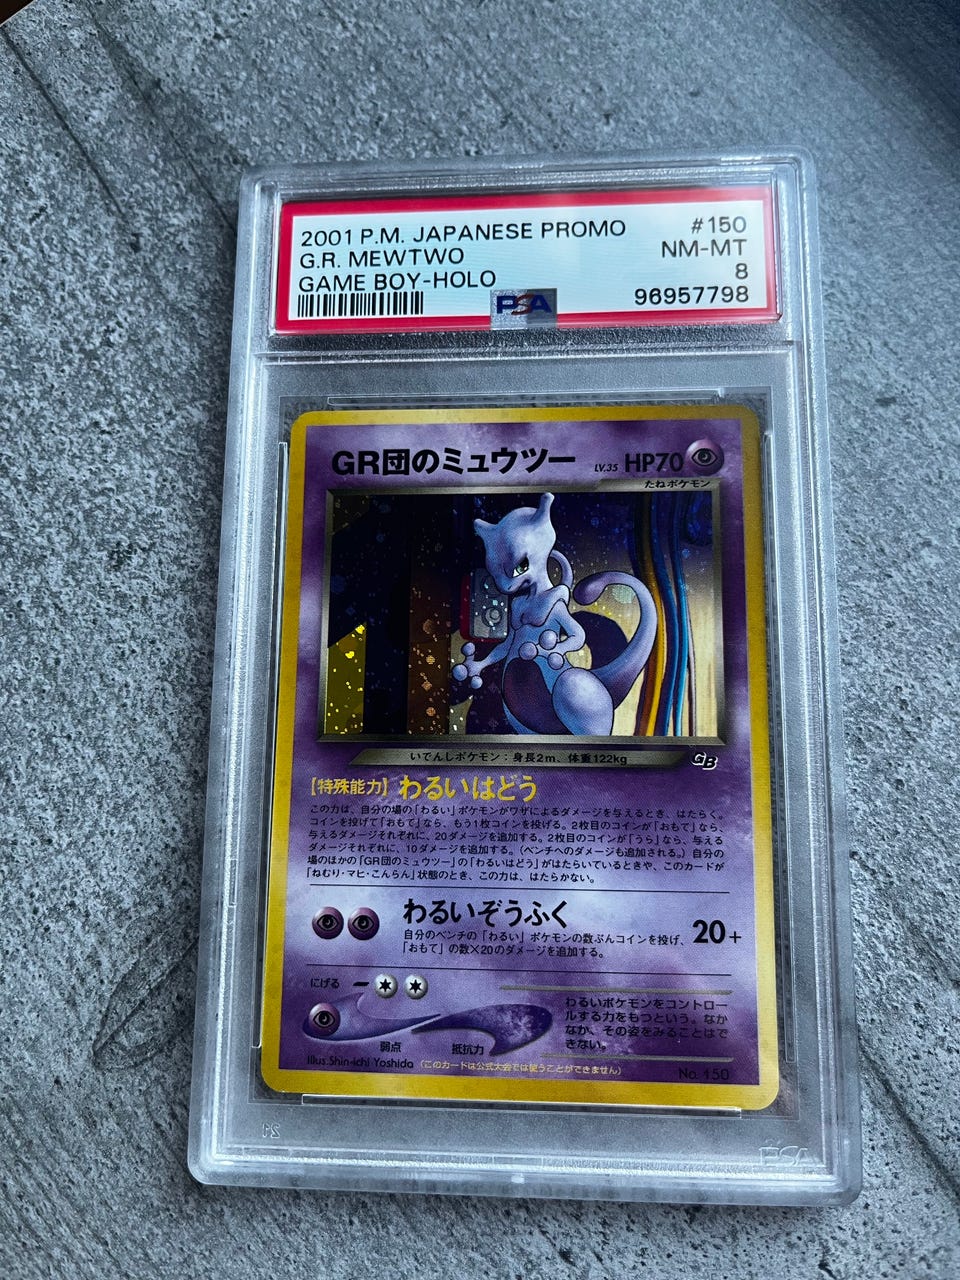 2001 P.M. JAPANESE PROMO #150
G.R. MEWTWO NM-MT
GAME BOY-HOLO 8
PSA 96957798
GR団のミュウツー LV.35 HP70
たねポケモン
いでんしポケモン：身長2m、体重122kg
GB
【特殊能力】わるいはどう
この力は、自分の場の「わるい」ポケモンがワザによるダメージを与えるとき、はたらく。
コインを投げて「おもて」なら、もう1枚コインを投げる。2枚目のコインが「おもて」なら、
与えるダメージそれぞれに、20ダメージを追加する。2枚目のコインが「うら」なら、与える
ダメージそれぞれに、10ダメージを追加する。（ベンチへのダメージも追加される。）自分の
場のほかの「GR団のミュウツー」の「わるいはどう」がはたらいているときや、このカードが
「ねむり・マヒ・こんらん」状態のとき、この力は、はたらかない。
わるいぞうふく
自分のベンチの「わるい」ポケモンの数ぶんコインを投げ、 20+
「おもて」の数×20のダメージを追加する。
にげる
弱点
抵抗力
わるいポケモンをコントロー
ルする力をもつという。なか
なか、その姿をみることはで
きない。
Illus.Shin-ichi Yoshida （このカードは公式大会では使うことができません） No. 150
PSA